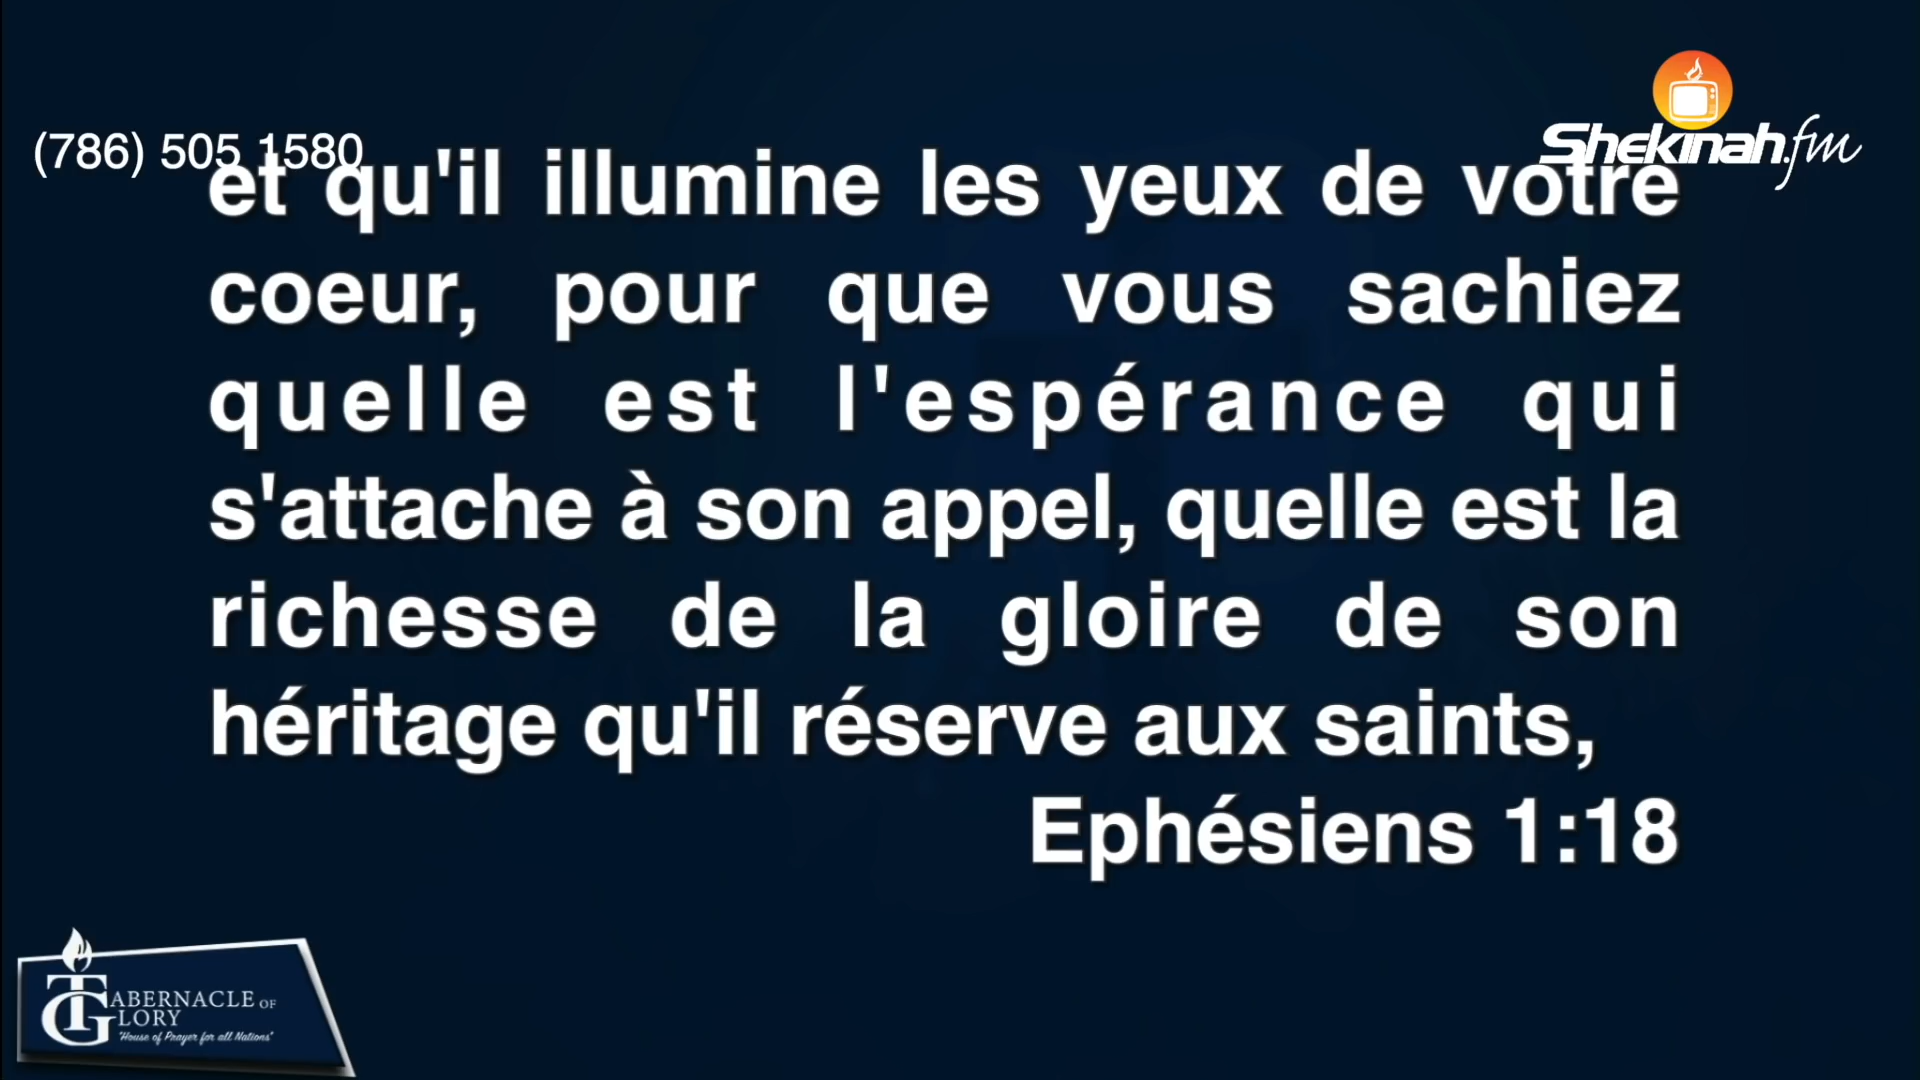 (786) 505 1580
Shekinah.fm
et qu'il illumine les yeux de votre
coeur, pour que vous sachiez
quelle est l'espérance qui
s'attache à son appel, quelle est la
richesse de la gloire de son
héritage qu'il réserve aux saints,
Ephésiens 1:18
TABERNACLE OF
GLORY
"House of Prayer for all Nations"